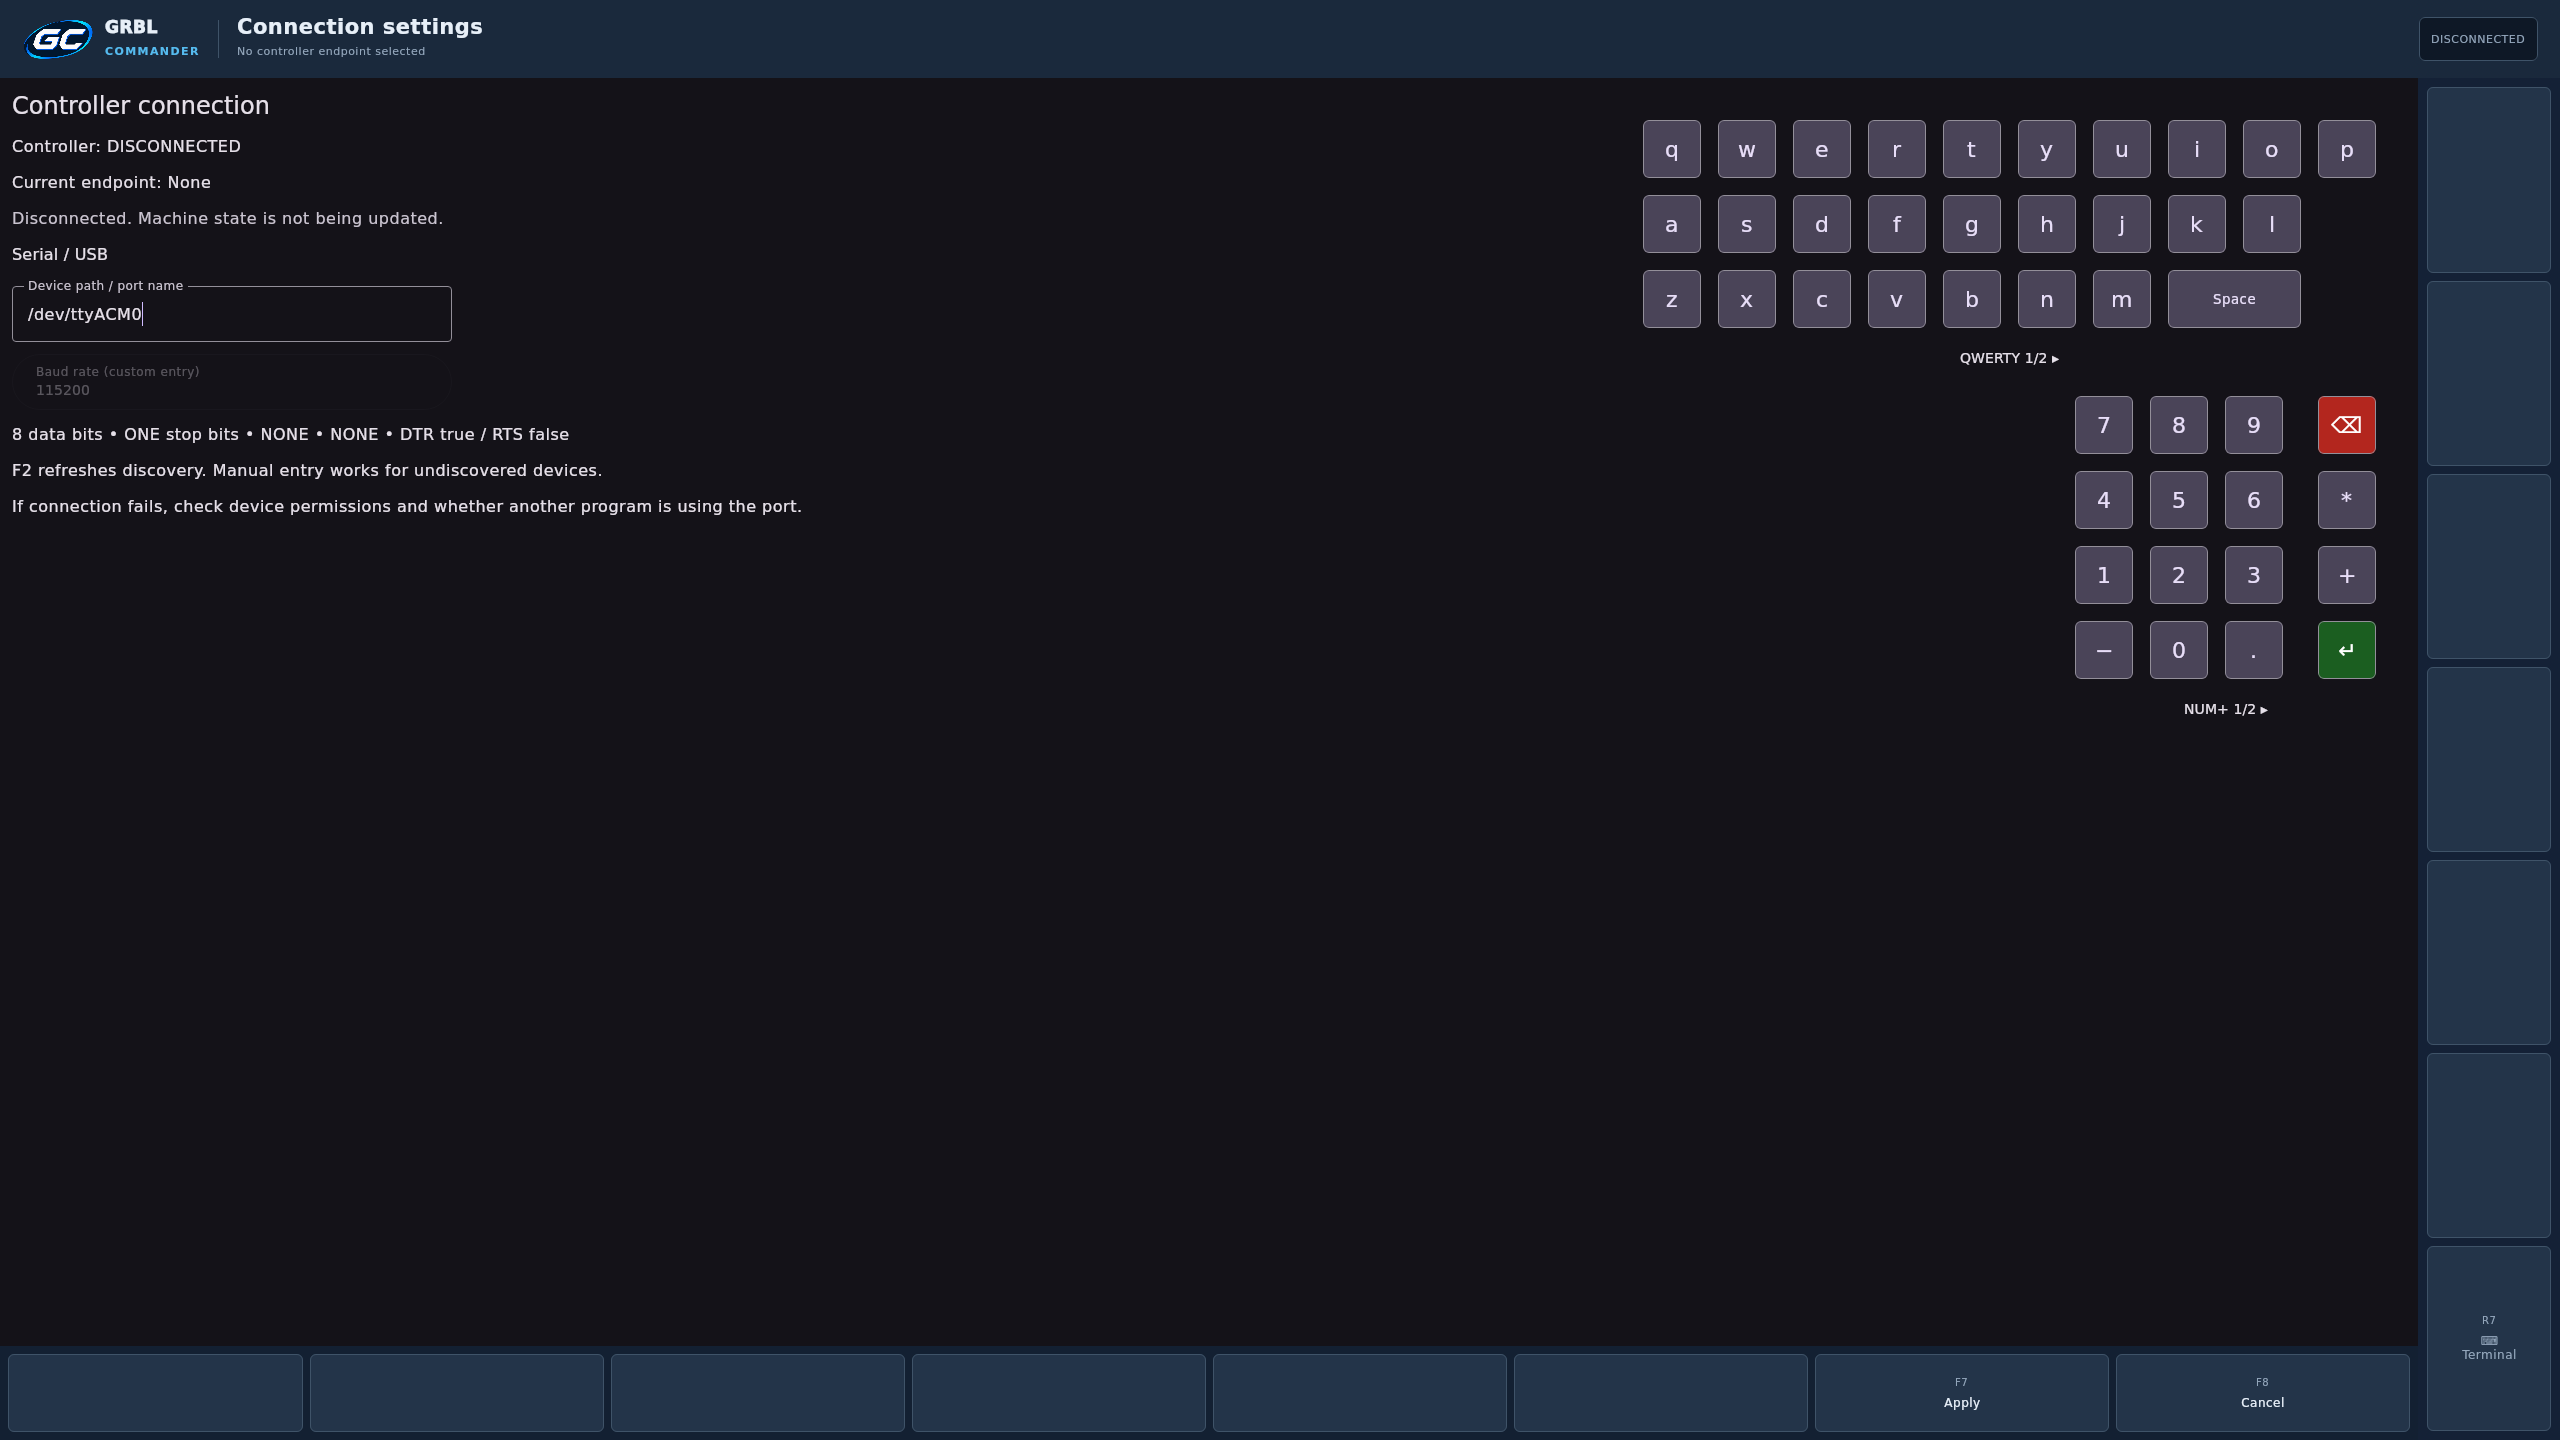 GC
GRBL
COMMANDER
Connection settings
No controller endpoint selected
DISCONNECTED
Controller connection
Controller: DISCONNECTED
Current endpoint: None
Disconnected. Machine state is not being updated.
Serial / USB
Device path / port name
/dev/ttyACM0
Baud rate (custom entry)
115200
8 data bits • ONE stop bits • NONE • NONE • DTR true / RTS false
F2 refreshes discovery. Manual entry works for undiscovered devices.
If connection fails, check device permissions and whether another program is using the port.
q w e r t y u i o p
a s d f g h j k l
z x c v b n m Space
QWERTY 1/2 ▸
7 8 9 ⌫
4 5 6 *
1 2 3 +
− 0 . ↵
NUM+ 1/2 ▸
R7
⌨
Terminal
F7
Apply
F8
Cancel